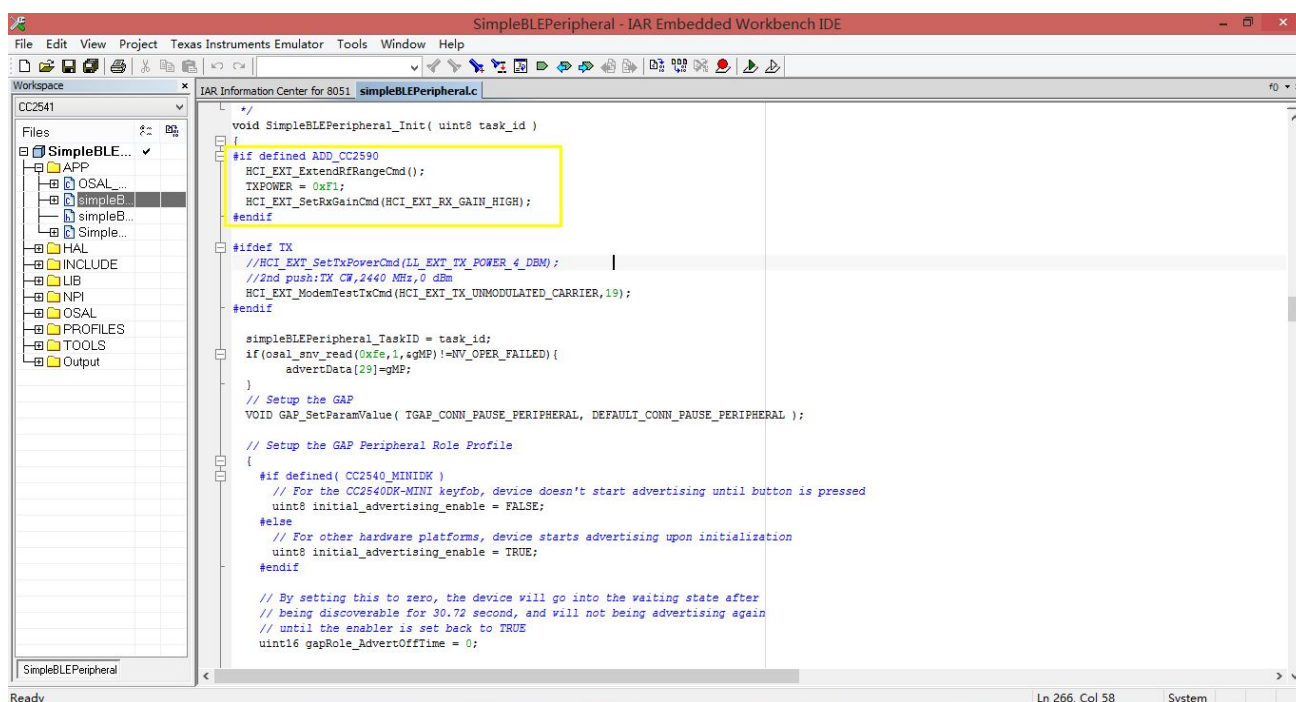 SimpleBLEPeripheral - IAR Embedded Workbench IDE
File Edit View Project Texas Instruments Emulator Tools Window Help
Workspace
IAR Information Center for 8051 simpleBLEPeripheral.c
f()
CC2541
Files
SimpleBLE...
APP
OSAL_...
simpleB...
simpleB...
Simple...
HAL
INCLUDE
LIB
NPI
OSAL
PROFILES
TOOLS
Output
*/
void SimpleBLEPeripheral_Init( uint8 task_id )
{
#if defined ADD_CC2590
HCI_EXT_ExtendRfRangeCmd();
TXPOWER = 0xF1;
HCI_EXT_SetRxGainCmd(HCI_EXT_RX_GAIN_HIGH);
#endif
#ifdef TX
//HCI_EXT_SetTxPowerCmd(LL_EXT_TX_POWER_4_DBM);
//2nd push:TX CW,2440 MHz,0 dBm
HCI_EXT_ModemTestTxCmd(HCI_EXT_TX_UNMODULATED_CARRIER,19);
#endif
simpleBLEPeripheral_TaskID = task_id;
if(osal_snv_read(0xfe,1,&gMP)!=NV_OPER_FAILED){
advertData[29]=gMP;
}
// Setup the GAP
VOID GAP_SetParamValue( TGAP_CONN_PAUSE_PERIPHERAL, DEFAULT_CONN_PAUSE_PERIPHERAL );
// Setup the GAP Peripheral Role Profile
{
#if defined( CC2540_MINIDK )
// For the CC2540DK-MINI keyfob, device doesn't start advertising until button is pressed
uint8 initial_advertising_enable = FALSE;
#else
// For other hardware platforms, device starts advertising upon initialization
uint8 initial_advertising_enable = TRUE;
#endif
// By setting this to zero, the device will go into the waiting state after
// being discoverable for 30.72 second, and will not being advertising again
// until the enabler is set back to TRUE
uint16 gapRole_AdvertOffTime = 0;
SimpleBLEPeripheral
Ready
Ln 266, Col 58
System